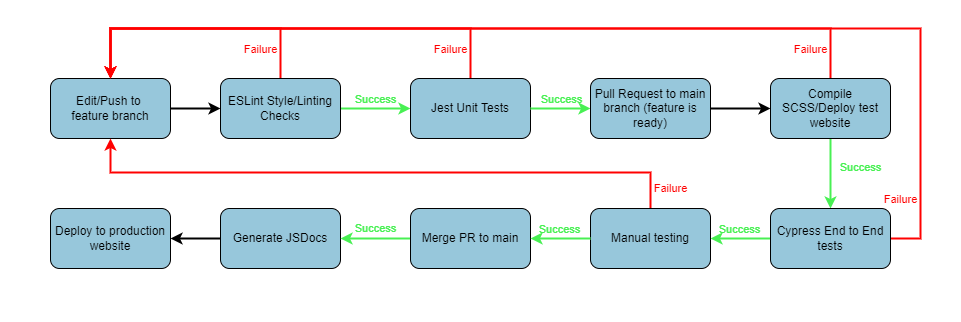 Failure
Failure
Failure
Edit/Push to
feature branch
ESLint Style/Linting
Checks
Success
Jest Unit Tests
Success
Pull Request to main
branch (feature is
ready)
Compile
SCSS/Deploy test
website
Success
Failure
Failure
Deploy to production
website
Generate JSDocs
Success
Merge PR to main
Success
Manual testing
Success
Cypress End to End
tests